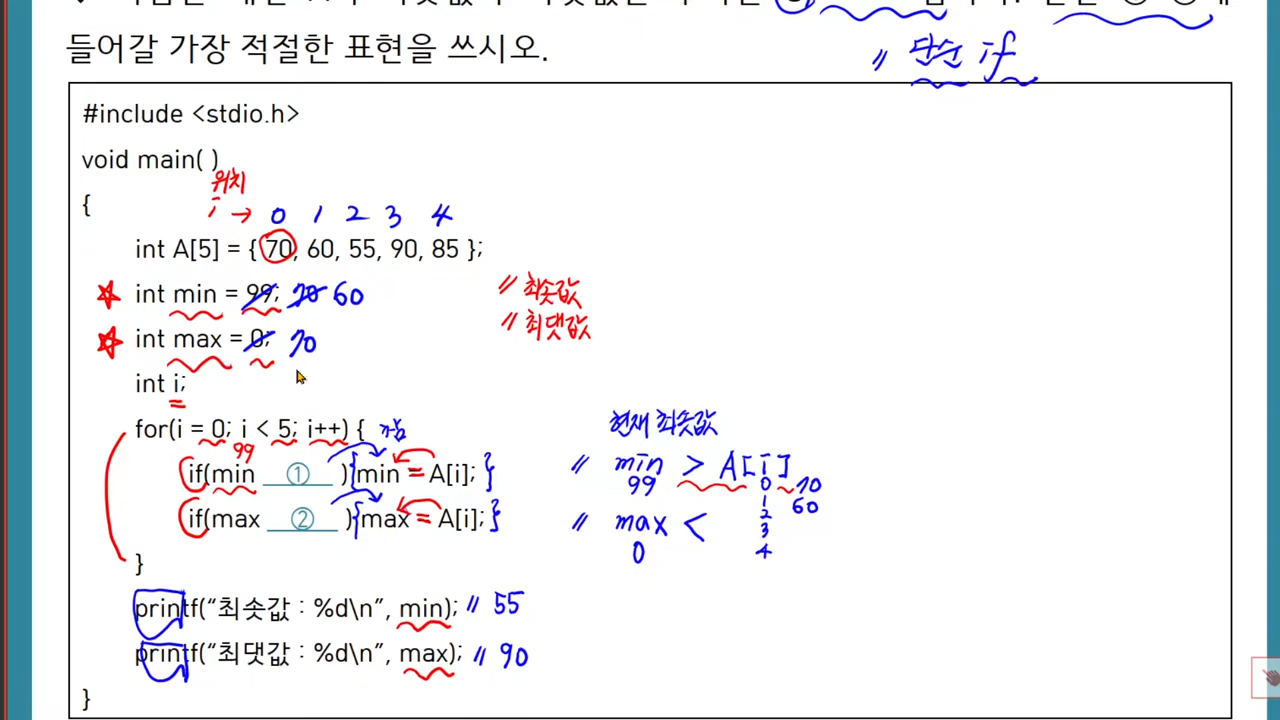 들어갈 가장 적절한 표현을 쓰시오.
// 단순 if
#include <stdio.h>
void main( )
위치
{ i → 0 1 2 3 4
int A[5] = { 70, 60, 55, 90, 85 };
int min = 99; 70 60 // 최솟값
int max = 0; 70 // 최댓값
int i;
for(i = 0; i < 5; i++) { 참 현재 최솟값
99
if(min ① ){min = A[i];} // min > A[i]
99 0 70
1 60
if(max ② ){max = A[i];} // max <
2
3
0 4
}
printf("최솟값 : %d\n", min); // 55
printf("최댓값 : %d\n", max); // 90
}